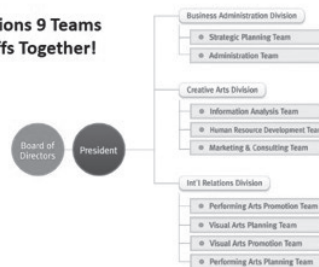 ions 9 Teams
ffs Together!
Board of
Directors
President
Business Administration Division
Strategic Planning Team
Administration Team
Creative Arts Division
Information Analysis Team
Human Resource Development Tea
Marketing & Consulting Team
Int'l Relations Division
Performing Arts Promotion Team
Visual Arts Planning Team
Visual Arts Promotion Team
Performing Arts Planning Team